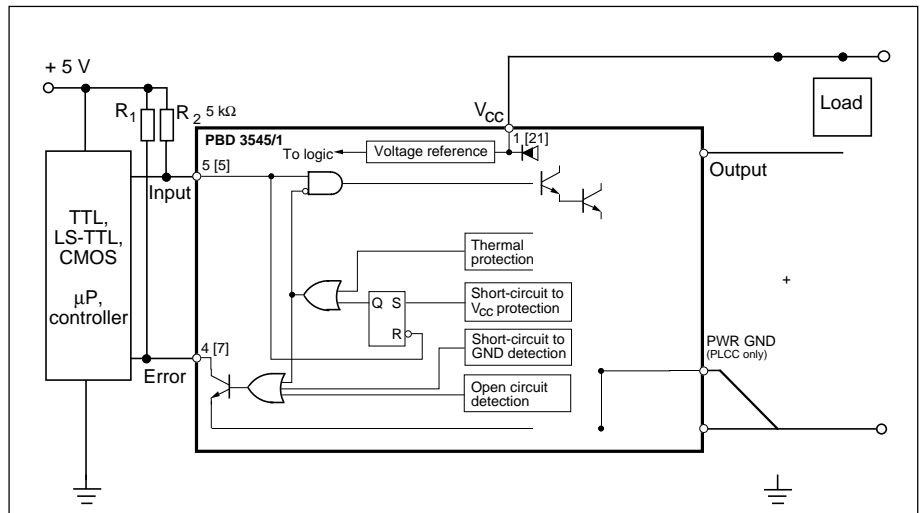 + 5 V
R1
R2 5 kΩ
VCC
Load
PBD 3545/1
1 [21]
To logic
Voltage reference
5 [5]
Input
Output
TTL,
LS-TTL,
CMOS
μP,
controller
Thermal
protection
+
Q S
R
Short-circuit to
VCC protection
Short-circuit to
GND detection
PWR GND
(PLCC only)
4 [7]
Error
Open circuit
detection